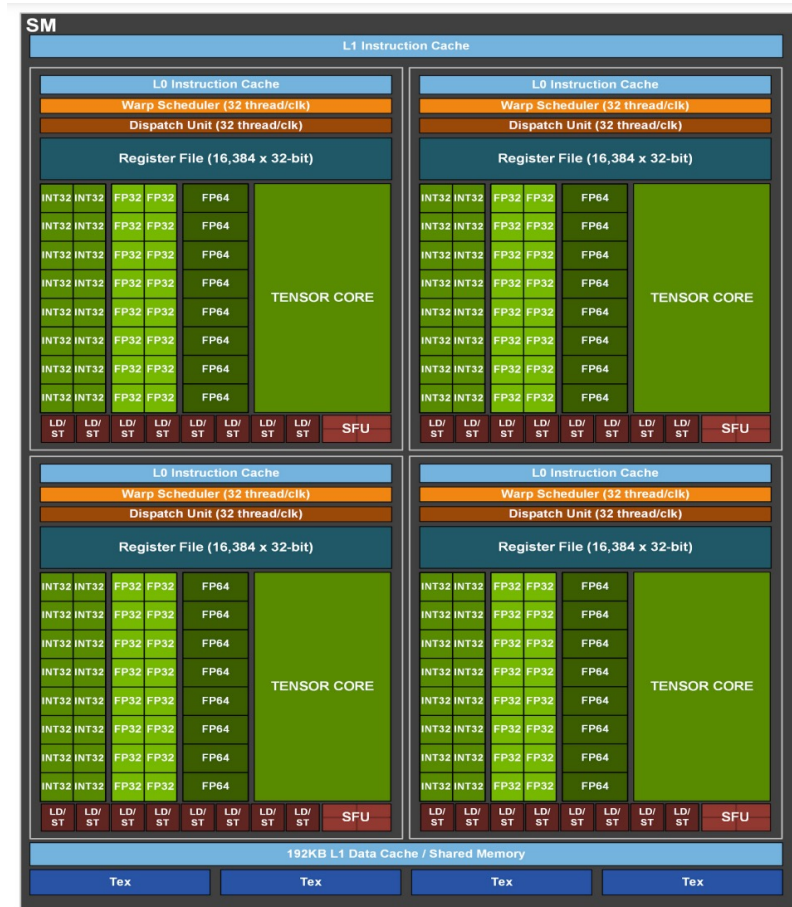 SM
L1 Instruction Cache
L0 Instruction Cache
Warp Scheduler (32 thread/clk)
Dispatch Unit (32 thread/clk)
Register File (16,384 x 32-bit)
INT32 INT32 FP32 FP32 FP64
INT32 INT32 FP32 FP32 FP64
INT32 INT32 FP32 FP32 FP64
INT32 INT32 FP32 FP32 FP64
TENSOR CORE
INT32 INT32 FP32 FP32 FP64
INT32 INT32 FP32 FP32 FP64
INT32 INT32 FP32 FP32 FP64
INT32 INT32 FP32 FP32 FP64
LD/ LD/ LD/ LD/ LD/ LD/ LD/ LD/
ST ST ST ST ST ST ST ST
SFU
L0 Instruction Cache
Warp Scheduler (32 thread/clk)
Dispatch Unit (32 thread/clk)
Register File (16,384 x 32-bit)
INT32 INT32 FP32 FP32 FP64
INT32 INT32 FP32 FP32 FP64
INT32 INT32 FP32 FP32 FP64
INT32 INT32 FP32 FP32 FP64
TENSOR CORE
INT32 INT32 FP32 FP32 FP64
INT32 INT32 FP32 FP32 FP64
INT32 INT32 FP32 FP32 FP64
INT32 INT32 FP32 FP32 FP64
LD/ LD/ LD/ LD/ LD/ LD/ LD/ LD/
ST ST ST ST ST ST ST ST
SFU
L0 Instruction Cache
Warp Scheduler (32 thread/clk)
Dispatch Unit (32 thread/clk)
Register File (16,384 x 32-bit)
INT32 INT32 FP32 FP32 FP64
INT32 INT32 FP32 FP32 FP64
INT32 INT32 FP32 FP32 FP64
INT32 INT32 FP32 FP32 FP64
TENSOR CORE
INT32 INT32 FP32 FP32 FP64
INT32 INT32 FP32 FP32 FP64
INT32 INT32 FP32 FP32 FP64
INT32 INT32 FP32 FP32 FP64
LD/ LD/ LD/ LD/ LD/ LD/ LD/ LD/
ST ST ST ST ST ST ST ST
SFU
L0 Instruction Cache
Warp Scheduler (32 thread/clk)
Dispatch Unit (32 thread/clk)
Register File (16,384 x 32-bit)
INT32 INT32 FP32 FP32 FP64
INT32 INT32 FP32 FP32 FP64
INT32 INT32 FP32 FP32 FP64
INT32 INT32 FP32 FP32 FP64
TENSOR CORE
INT32 INT32 FP32 FP32 FP64
INT32 INT32 FP32 FP32 FP64
INT32 INT32 FP32 FP32 FP64
INT32 INT32 FP32 FP32 FP64
LD/ LD/ LD/ LD/ LD/ LD/ LD/ LD/
ST ST ST ST ST ST ST ST
SFU
192KB L1 Data Cache / Shared Memory
Tex Tex Tex Tex